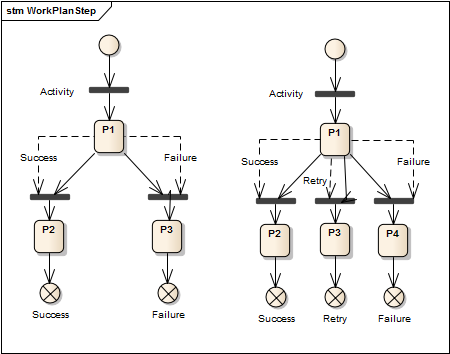 stm WorkPlanStep
Activity
P1
Success
Failure
P2
P3
Success
Failure
Activity
P1
Success
Retry
Failure
P2
P3
P4
Success
Retry
Failure